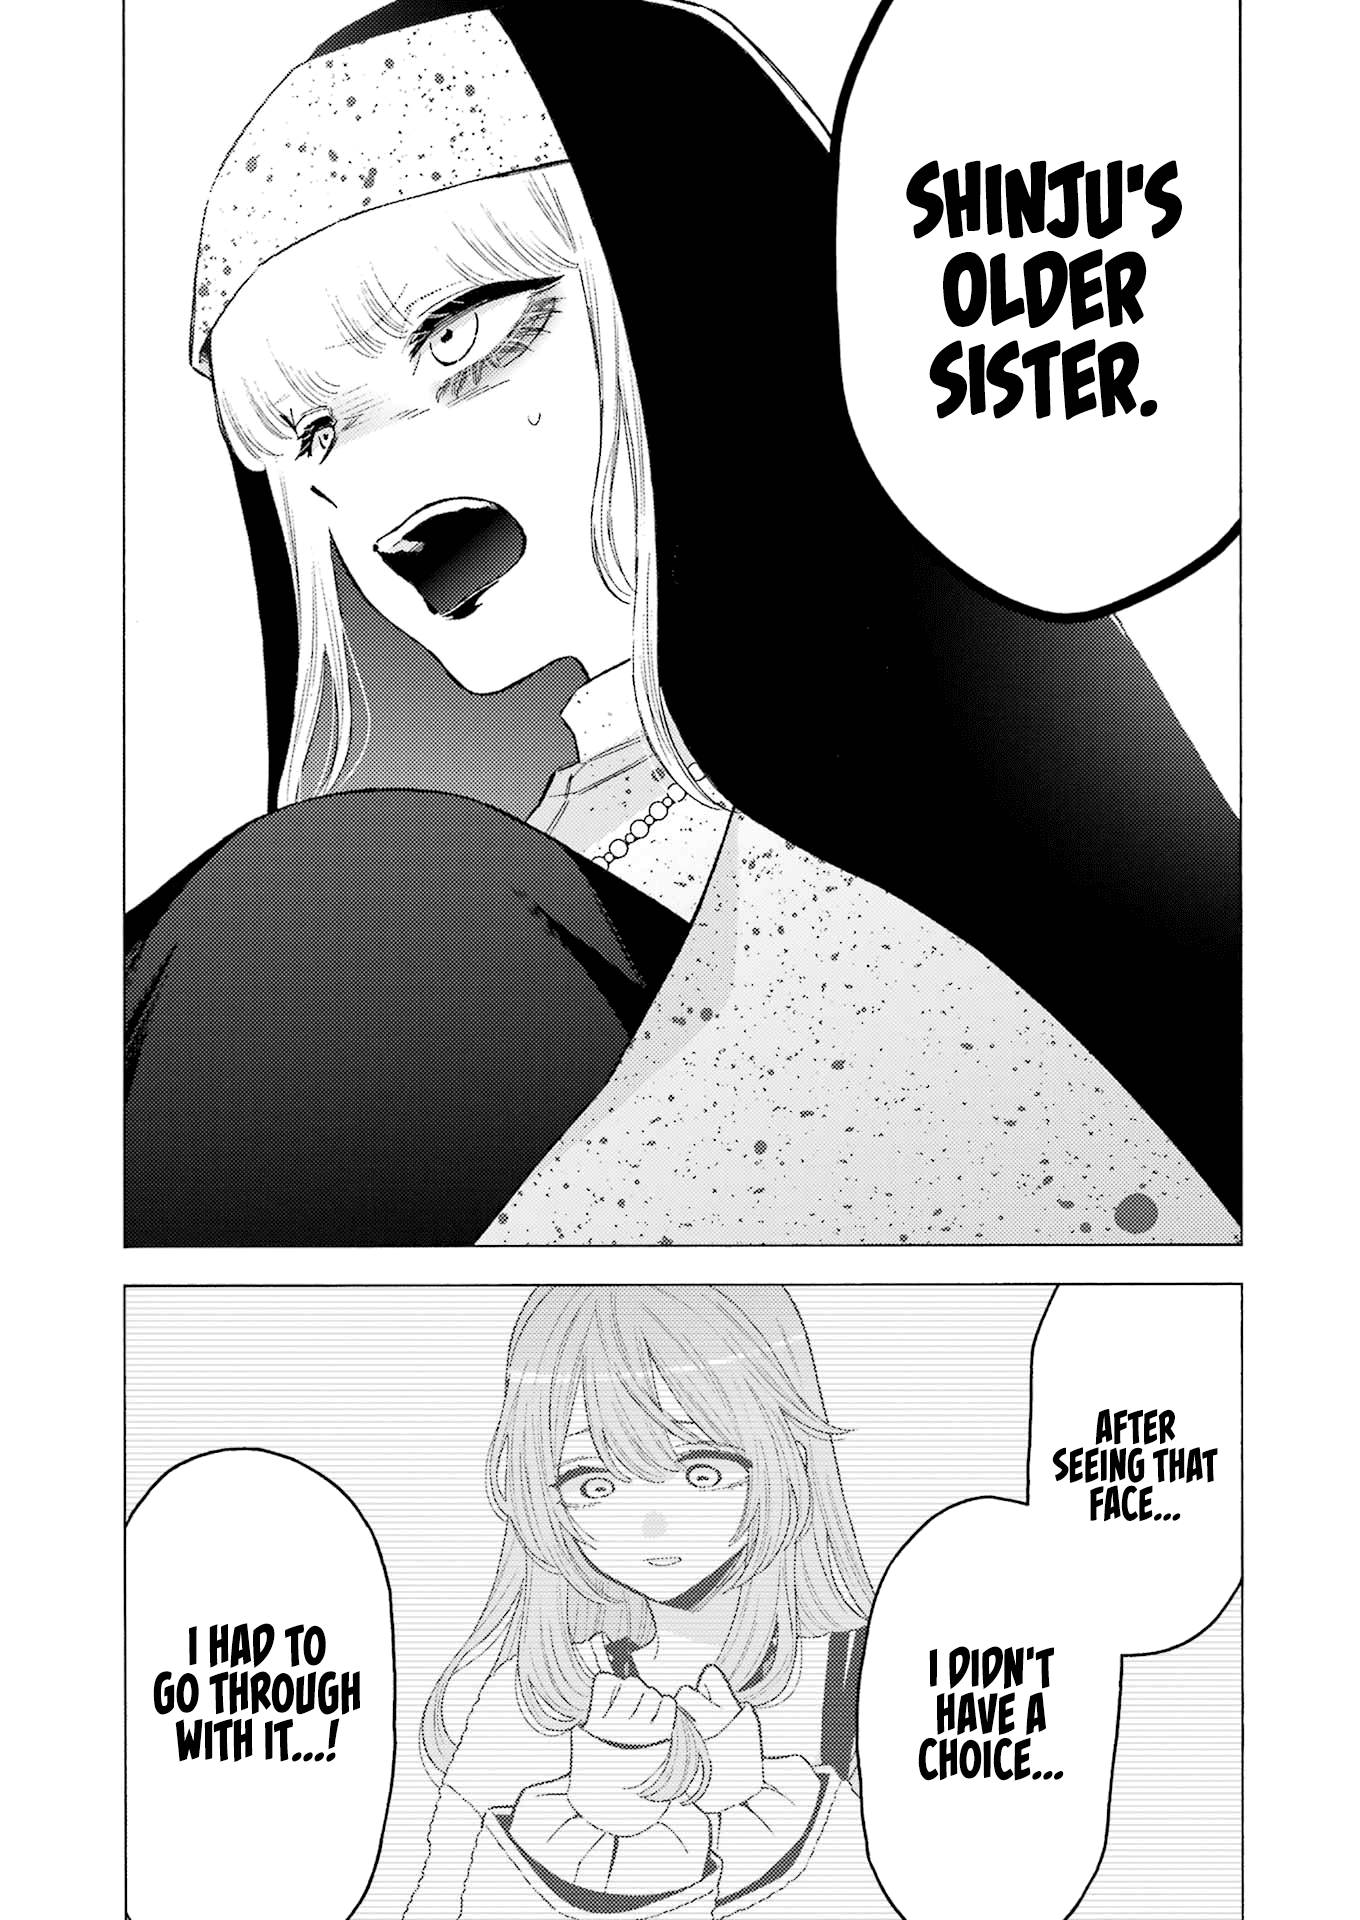 SHINJU'S
OLDER
SISTER.
AFTER
SEEING THAT
FACE...
I DIDN'T
HAVE A
CHOICE...
I HAD TO
GO THROUGH
WITH IT...!